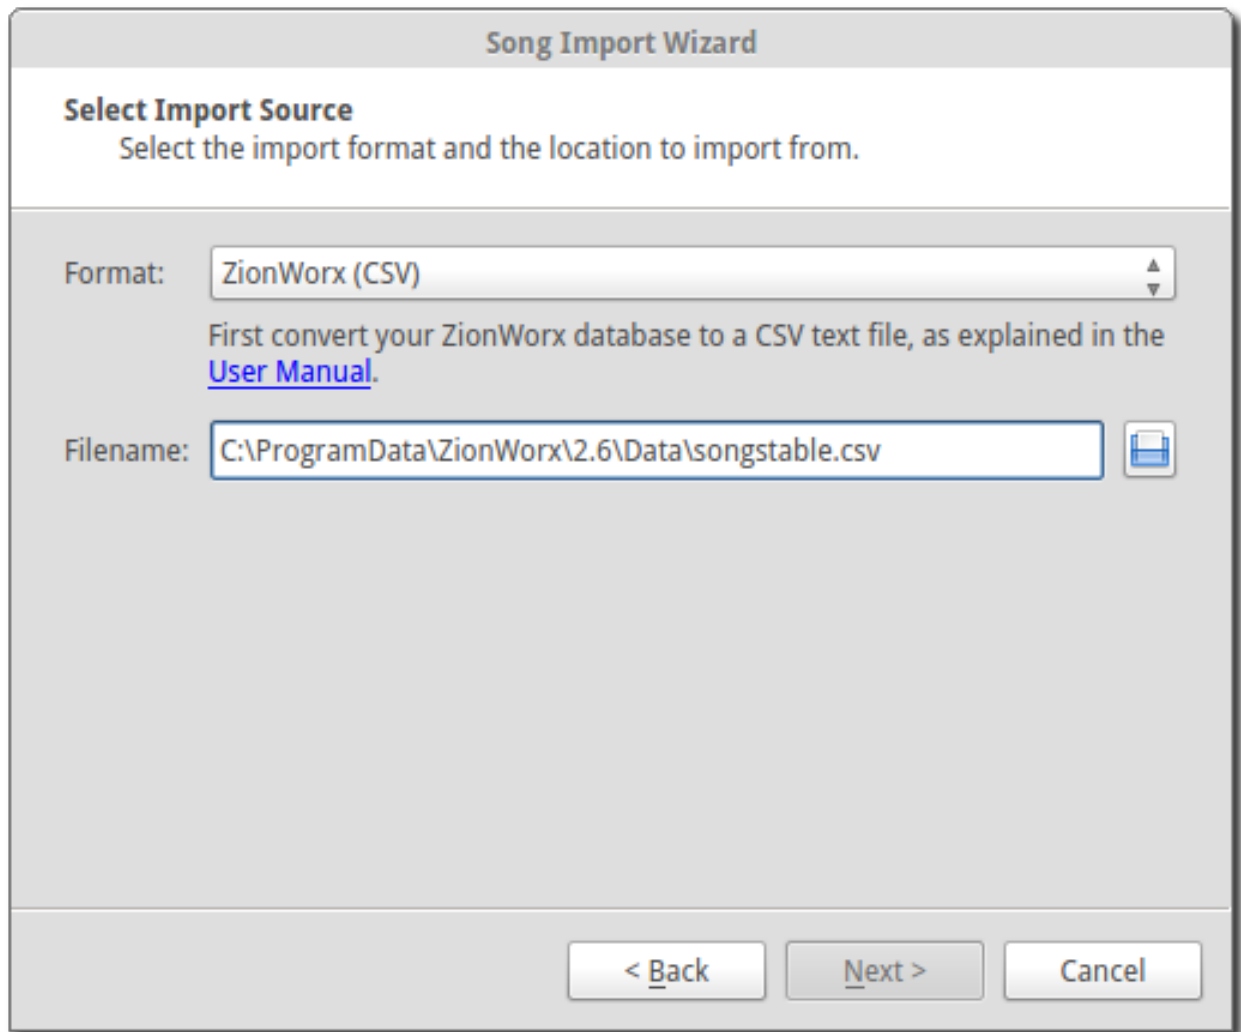 Song Import Wizard
Select Import Source
Select the import format and the location to import from.
Format: ZionWorx (CSV)
First convert your ZionWorx database to a CSV text file, as explained in the
User Manual.
Filename: C:\ProgramData\ZionWorx\2.6\Data\songstable.csv
< Back Next > Cancel